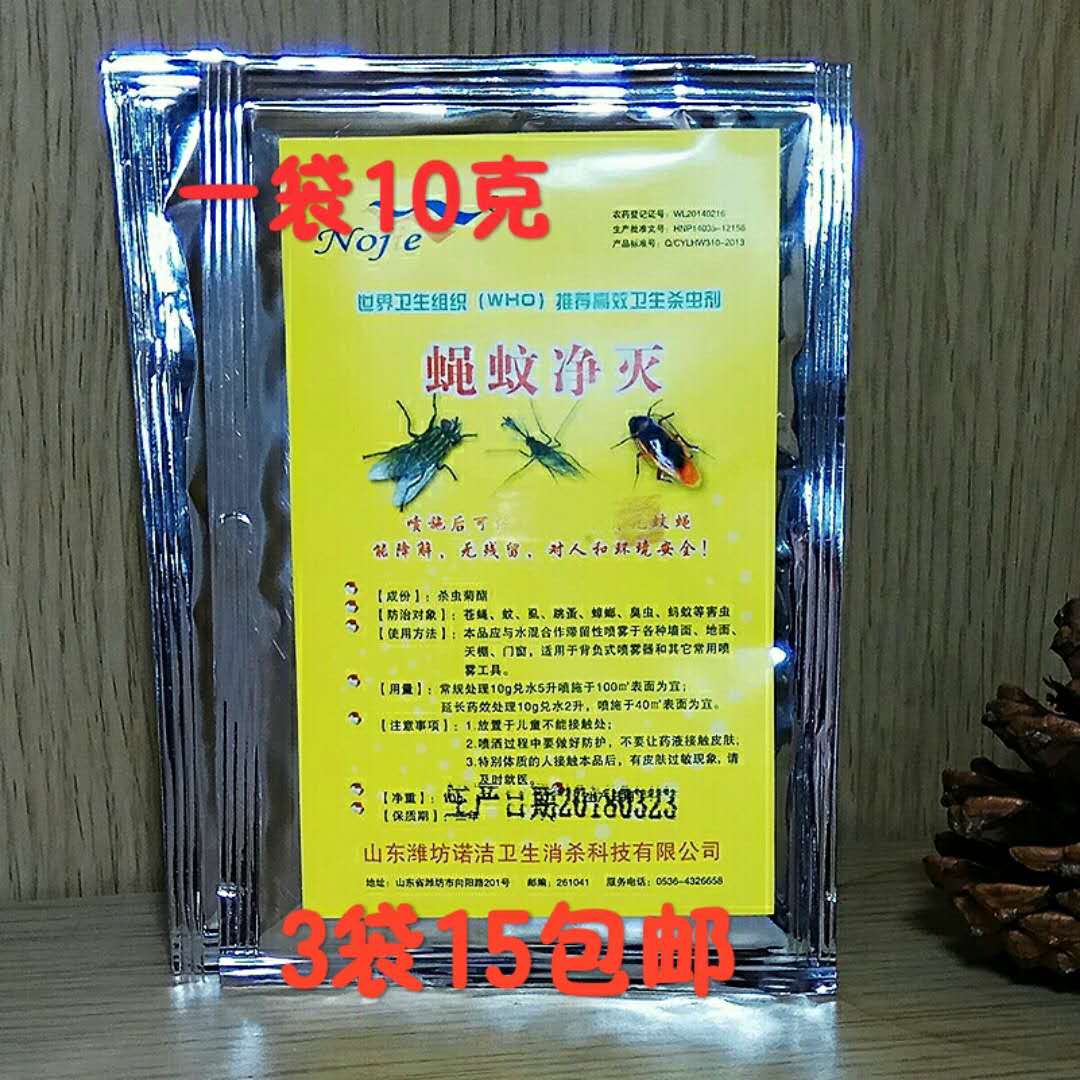 一袋10克
Nojie
农药登记证号：WL20140216
生产批准文号：HNP14035-12156
产品标准号：Q/CYLHW310-2013
世界卫生组织（WHO）推荐高效卫生杀虫剂
蝇蚊净灭
喷施后可 蚊蝇
能降解，无残留，对人和环境安全！
【成份】：杀虫菊酯
【防治对象】：苍蝇、蚊、虱、跳蚤、蟑螂、臭虫、蚂蚁等害虫
【使用方法】：本品应与水混合作滞留性喷雾于各种墙面、地面、
天棚、门窗，适用于背负式喷雾器和其它常用喷
雾工具。
【用量】：常规处理10g兑水5升喷施于100㎡表面为宜；
延长药效处理10g兑水2升，喷施于40㎡表面为宜。
【注意事项】：1.放置于儿童不能接触处；
2.喷洒过程中要做好防护，不要让药液接触皮肤；
3.特别体质的人接触本品后，有皮肤过敏现象，请
及时就医。
【净重】：
生产日期20180323
【保质期】：
山东潍坊诺洁卫生消杀科技有限公司
地址：山东省潍坊市向阳路201号 邮编：261041 服务电话：0536-4326658
3袋15包邮